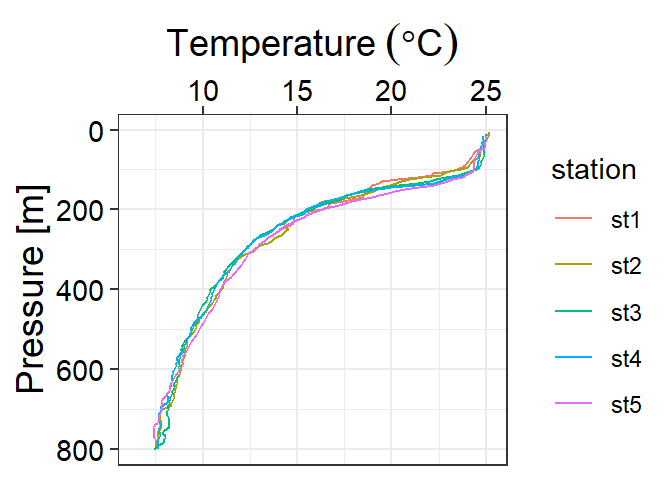 Temperature (°C)
10 15 20 25
0
200
400
600
800
Pressure [m]
station
st1
st2
st3
st4
st5